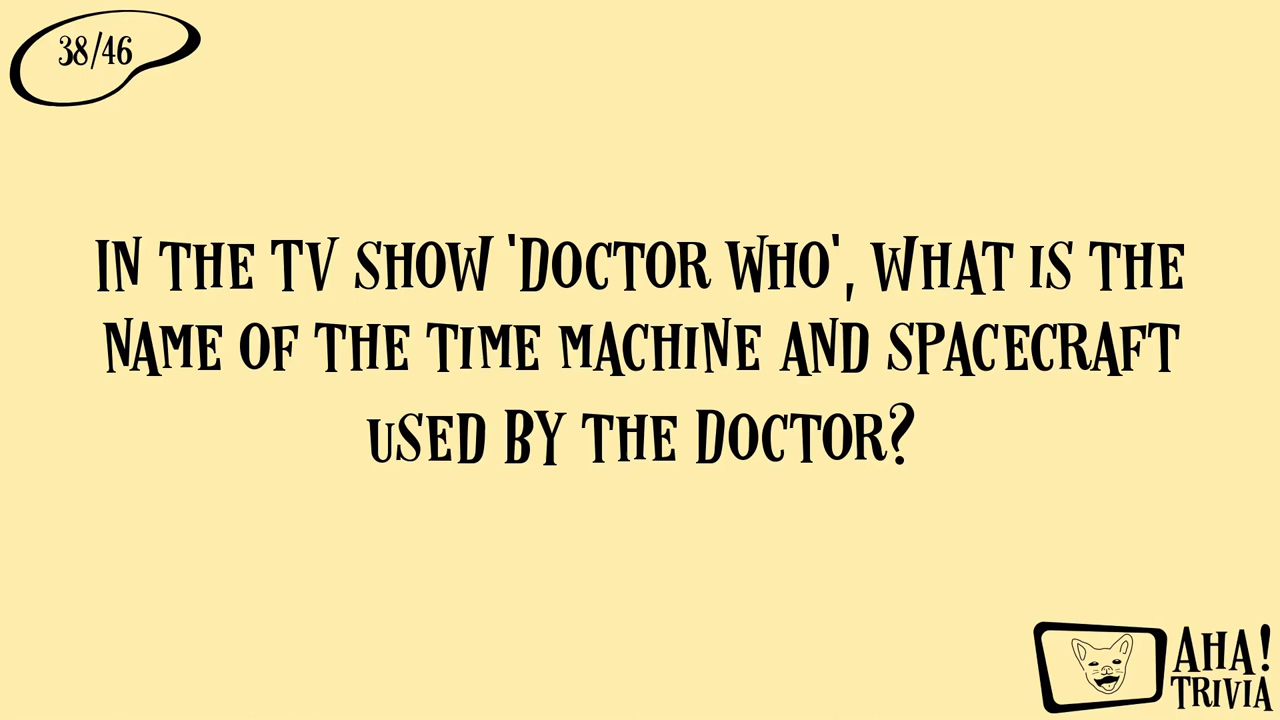 38/46
IN THE TV SHOW 'DOCTOR WHO', WHAT IS THE
NAME OF THE TIME MACHINE AND SPACECRAFT
USED BY THE DOCTOR?
AHA!
TRIVIA